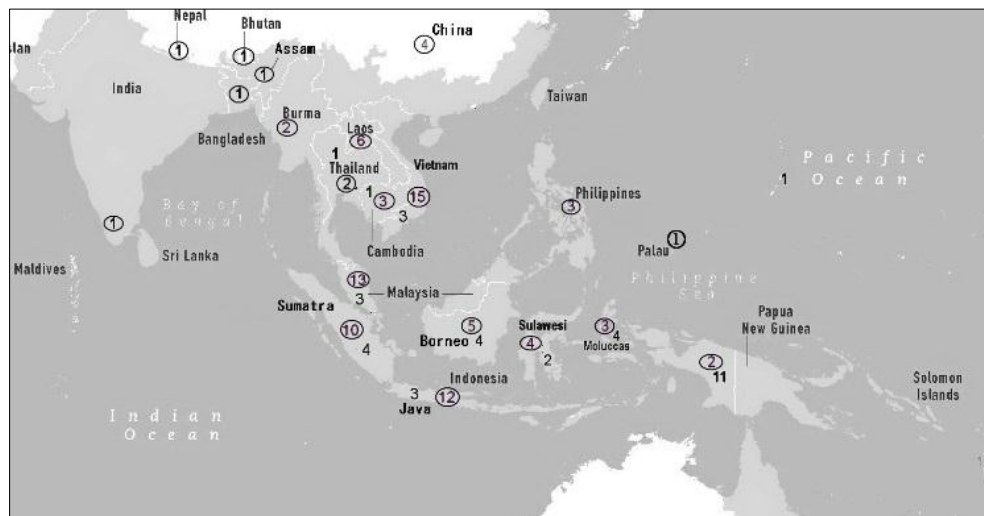 Nepal
Bhutan
China
slan
1
1
4
Assam
1
India
1
Taiwan
Burma
2
Bangladesh
Laos
6
1
Thailand
2
Vietnam
15
1
3
3
Pacific
Ocean
1
Philippines
3
1
Bay of
Bengal
Sri Lanka
Cambodia
Palau
1
Maldives
Philippine
Sea
13
3
Malaysia
Sumatra
10
4
5
Borneo 4
Sulawesi
4
2
3
4
Moluccas
Papua
New Guinea
2
11
Indonesia
3
12
Java
Solomon
Islands
Indian
Ocean